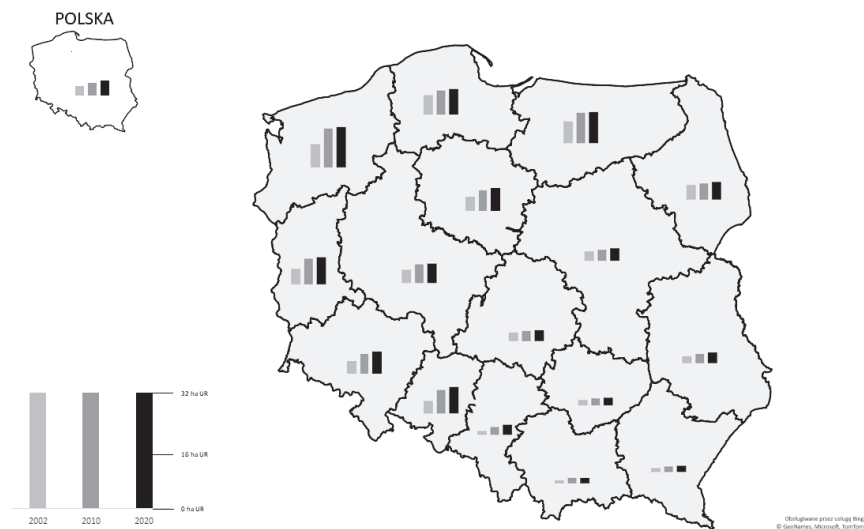 POLSKA
32 ha UR
16 ha UR
0 ha UR
2002 2010 2020
Obsługiwane przez usługę Bing
© GeoNames, Microsoft, TomTom